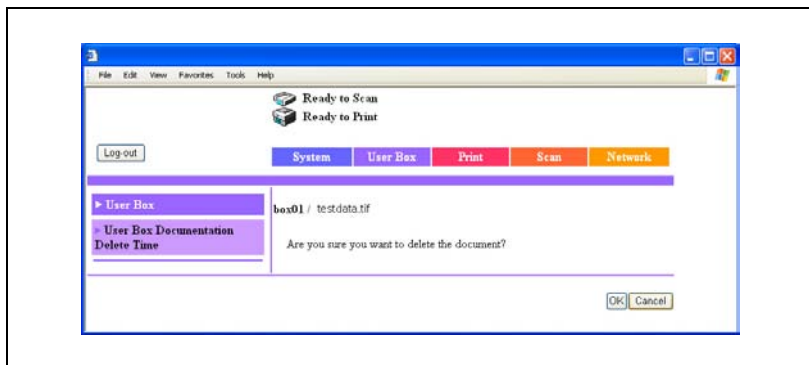 File Edit View Favorites Tools Help
Ready to Scan
Ready to Print
Log-out
System User Box Print Scan Network
User Box
box01 / testdata.tif
User Box Documentation
Delete Time
Are you sure you want to delete the document?
OK Cancel